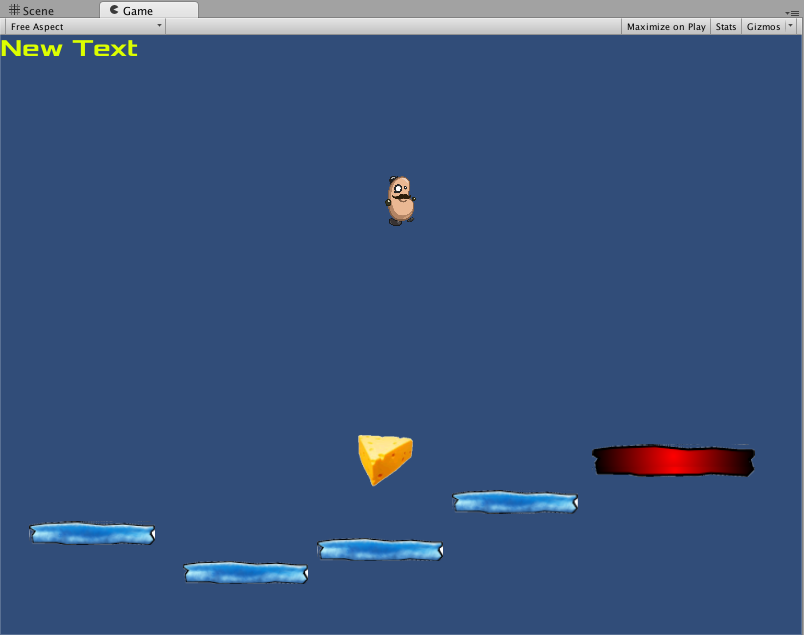 Scene
Game
Free Aspect
Maximize on Play
Stats
Gizmos
New Text